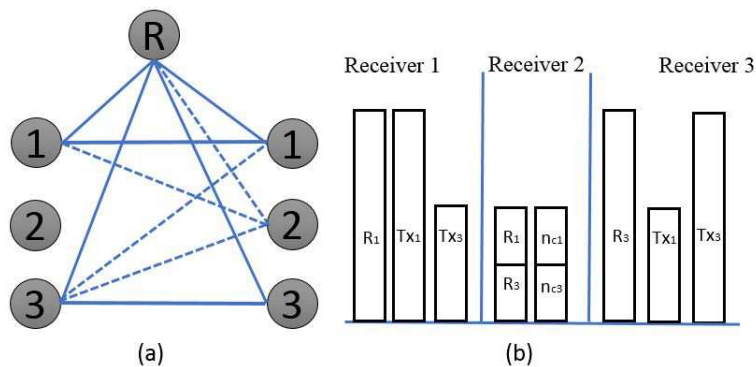 R
1 1
2 2
3 3
(a)
Receiver 1 Receiver 2 Receiver 3
R1 Tx1 Tx3 R1 nc1 R3 Tx1 Tx3
R3 nc3
(b)